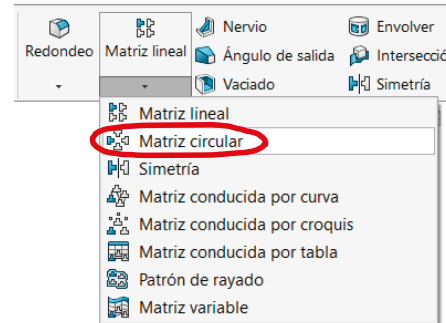 Redondeo
Matriz lineal
Nervio
Ángulo de salida
Vaciado
Envolver
Intersecció
Simetría
Matriz lineal
Matriz circular
Simetría
Matriz conducida por curva
Matriz conducida por croquis
Matriz conducida por tabla
Patrón de rayado
Matriz variable